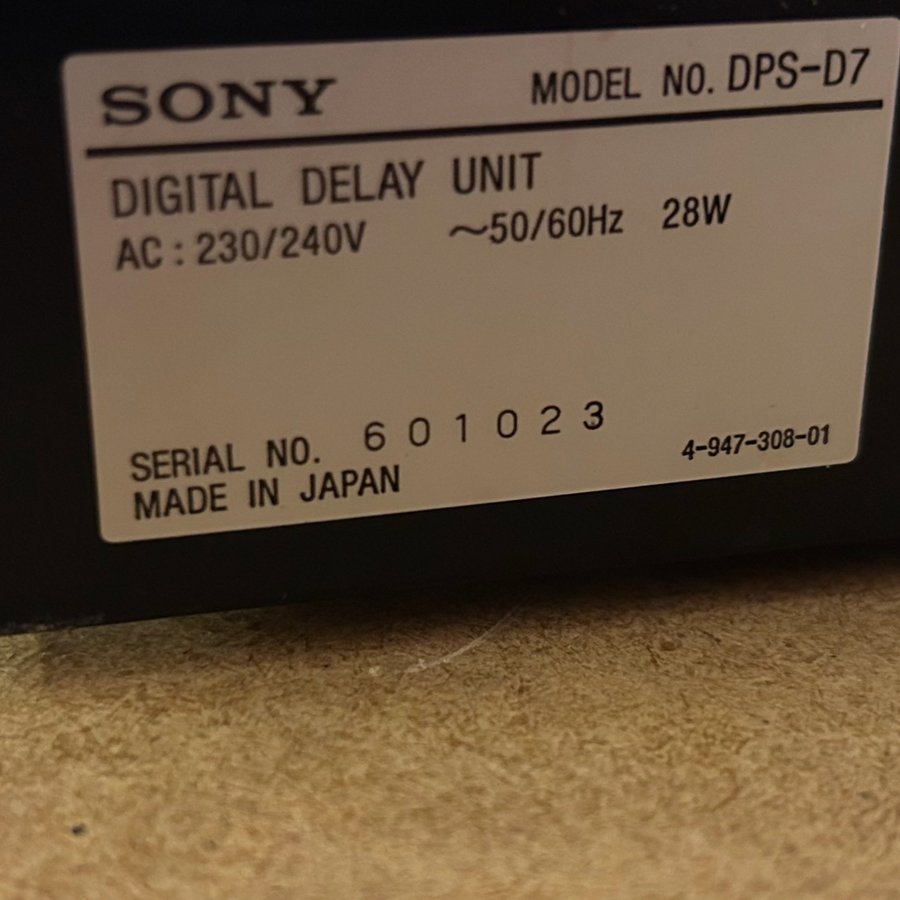 SONY MODEL NO. DPS-D7
DIGITAL DELAY UNIT
AC : 230/240V ~50/60Hz 28W
SERIAL NO. 601023
MADE IN JAPAN
4-947-308-01